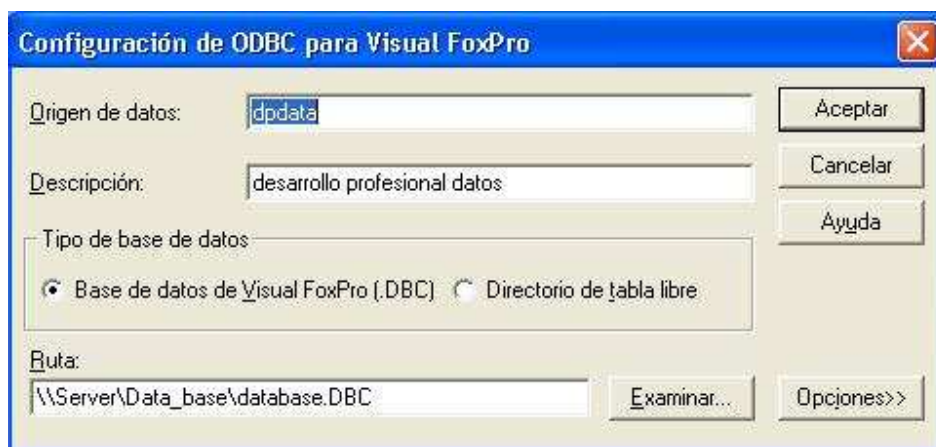 Configuración de ODBC para Visual FoxPro
Origen de datos: dpdata Aceptar
Descripción: desarrollo profesional datos Cancelar
Ayuda
Tipo de base de datos
Base de datos de Visual FoxPro (.DBC) Directorio de tabla libre
Ruta:
\\Server\Data_base\database.DBC Examinar... Opciones>>